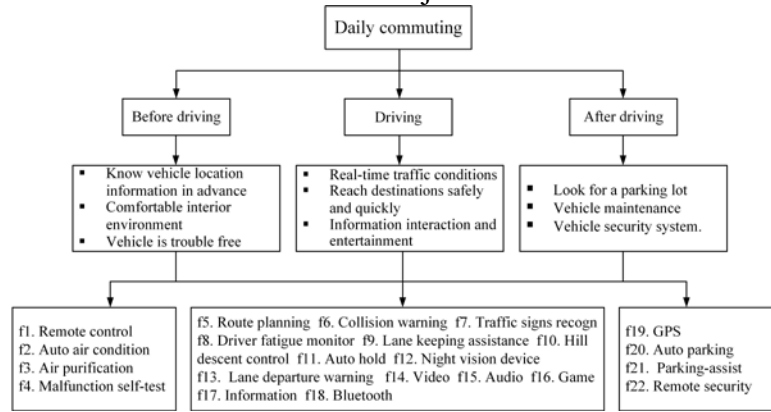 Daily commuting
Before driving
Driving
After driving
▪ Know vehicle location
information in advance
▪ Comfortable interior
environment
▪ Vehicle is trouble free
▪ Real-time traffic conditions
▪ Reach destinations safely
and quickly
▪ Information interaction and
entertainment
▪ Look for a parking lot
▪ Vehicle maintenance
▪ Vehicle security system.
f1. Remote control
f2. Auto air condition
f3. Air purification
f4. Malfunction self-test
f5. Route planning f6. Collision warning f7. Traffic signs recogn
f8. Driver fatigue monitor f9. Lane keeping assistance f10. Hill
descent control f11. Auto hold f12. Night vision device
f13. Lane departure warning f14. Video f15. Audio f16. Game
f17. Information f18. Bluetooth
f19. GPS
f20. Auto parking
f21. Parking-assist
f22. Remote security